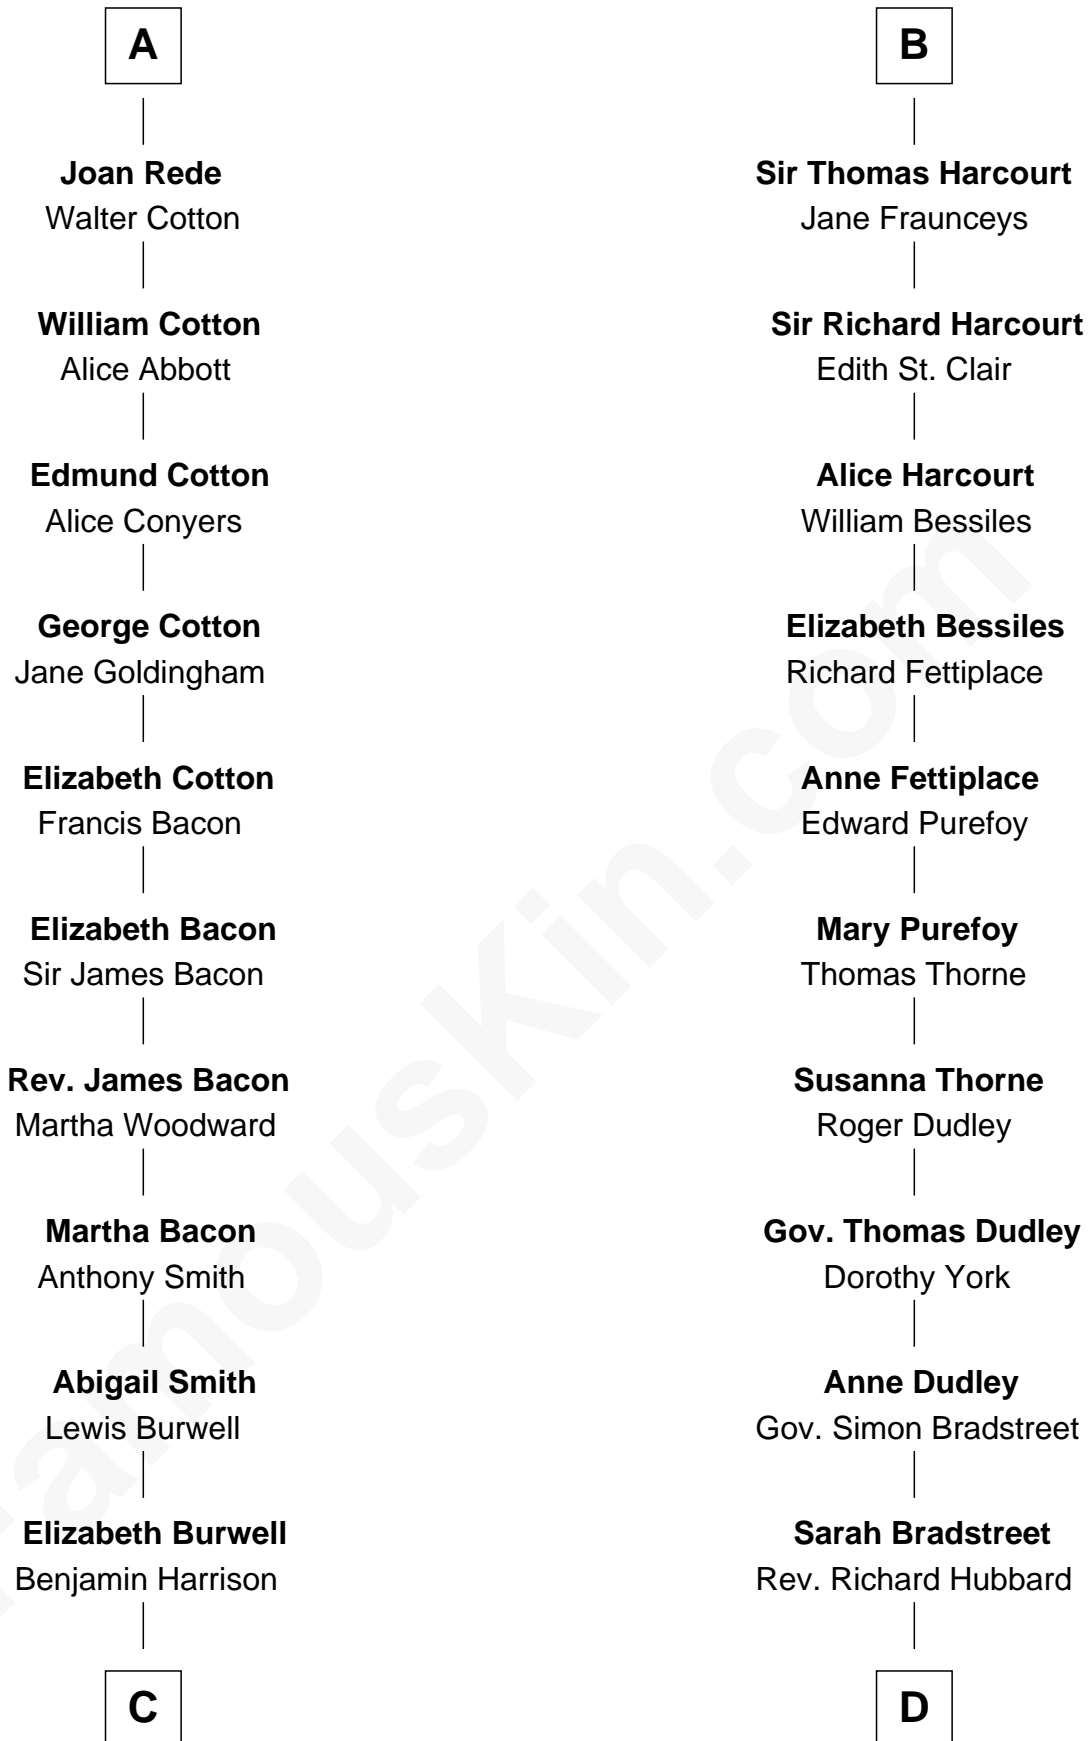 A
Joan Rede
Walter Cotton
William Cotton
Alice Abbott
Edmund Cotton
Alice Conyers
George Cotton
Jane Goldingham
Elizabeth Cotton
Francis Bacon
Elizabeth Bacon
Sir James Bacon
Rev. James Bacon
Martha Woodward
Martha Bacon
Anthony Smith
Abigail Smith
Lewis Burwell
Elizabeth Burwell
Benjamin Harrison
C
B
Sir Thomas Harcourt
Jane Fraunceys
Sir Richard Harcourt
Edith St. Clair
Alice Harcourt
William Bessiles
Elizabeth Bessiles
Richard Fettiplace
Anne Fettiplace
Edward Purefoy
Mary Purefoy
Thomas Thorne
Susanna Thorne
Roger Dudley
Gov. Thomas Dudley
Dorothy York
Anne Dudley
Gov. Simon Bradstreet
Sarah Bradstreet
Rev. Richard Hubbard
D
FamousKin.com